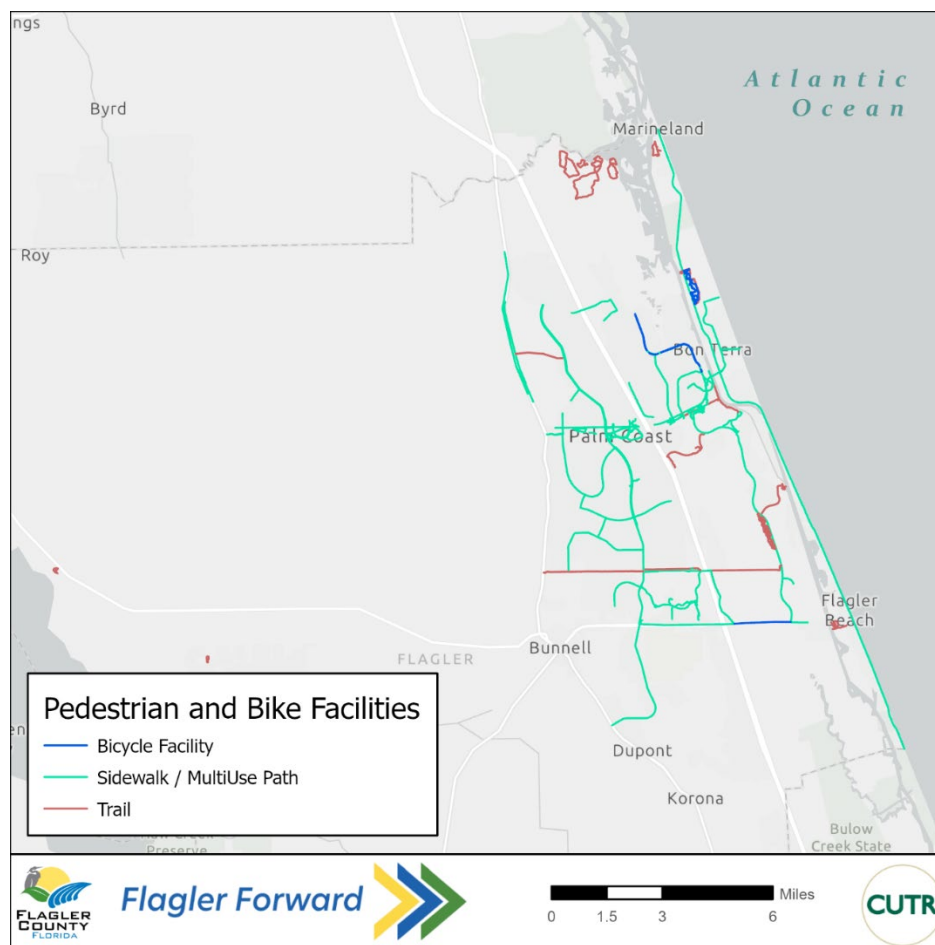 ngs
Atlantic
Ocean
Byrd
Marineland
Roy
Bon Terra
Palm Coast
Flagler
Beach
Bunnell
FLAGLER
Dupont
Korona
Bulow
Creek State
Preserve
Pedestrian and Bike Facilities
Bicycle Facility
Sidewalk / MultiUse Path
Trail
FLAGLER
COUNTY
FLORIDA
Flagler Forward
Miles
0 1.5 3 6
CUTR